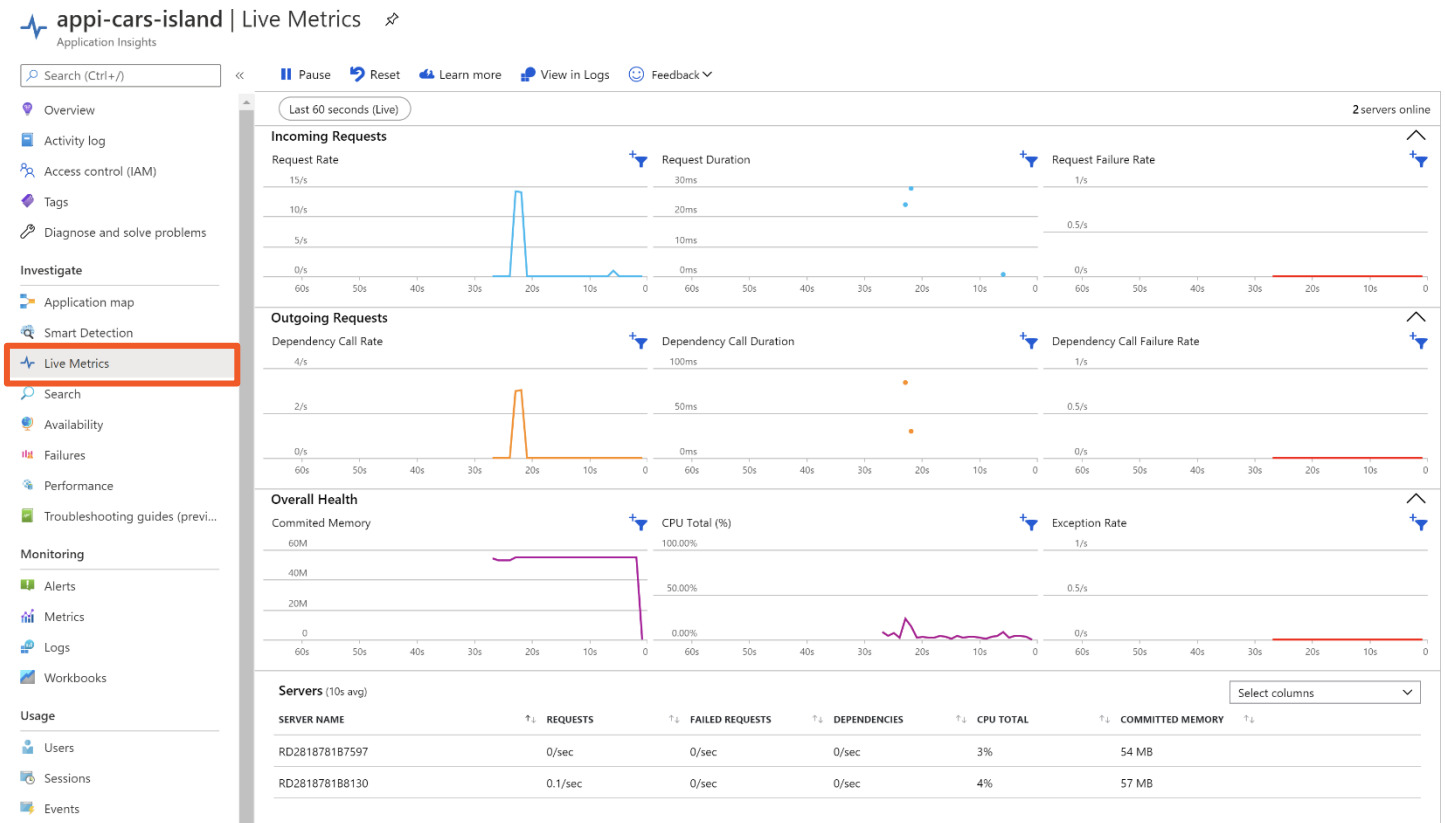 appi-cars-island | Live Metrics
Application Insights
Search (Ctrl+/)
«
Overview
Activity log
Access control (IAM)
Tags
Diagnose and solve problems
Investigate
Application map
Smart Detection
Live Metrics
Search
Availability
Failures
Performance
Troubleshooting guides (previ...
Monitoring
Alerts
Metrics
Logs
Workbooks
Usage
Users
Sessions
Events
Pause Reset Learn more View in Logs Feedback
Last 60 seconds (Live) 2 servers online
Incoming Requests
Request Rate
15/s
10/s
5/s
0/s
60s 50s 40s 30s 20s 10s 0
Request Duration
30ms
20ms
10ms
0ms
60s 50s 40s 30s 20s 10s 0
Request Failure Rate
1/s
0.5/s
0/s
60s 50s 40s 30s 20s 10s 0
Outgoing Requests
Dependency Call Rate
4/s
2/s
0/s
60s 50s 40s 30s 20s 10s 0
Dependency Call Duration
100ms
50ms
0ms
60s 50s 40s 30s 20s 10s 0
Dependency Call Failure Rate
1/s
0.5/s
0/s
60s 50s 40s 30s 20s 10s 0
Overall Health
Commited Memory
60M
40M
20M
0
60s 50s 40s 30s 20s 10s 0
CPU Total (%)
100.00%
50.00%
0.00%
60s 50s 40s 30s 20s 10s 0
Exception Rate
1/s
0.5/s
0/s
60s 50s 40s 30s 20s 10s 0
Servers (10s avg) Select columns
SERVER NAME REQUESTS FAILED REQUESTS DEPENDENCIES CPU TOTAL COMMITTED MEMORY
RD2818781B7597 0/sec 0/sec 0/sec 3% 54 MB
RD2818781B8130 0.1/sec 0/sec 0/sec 4% 57 MB